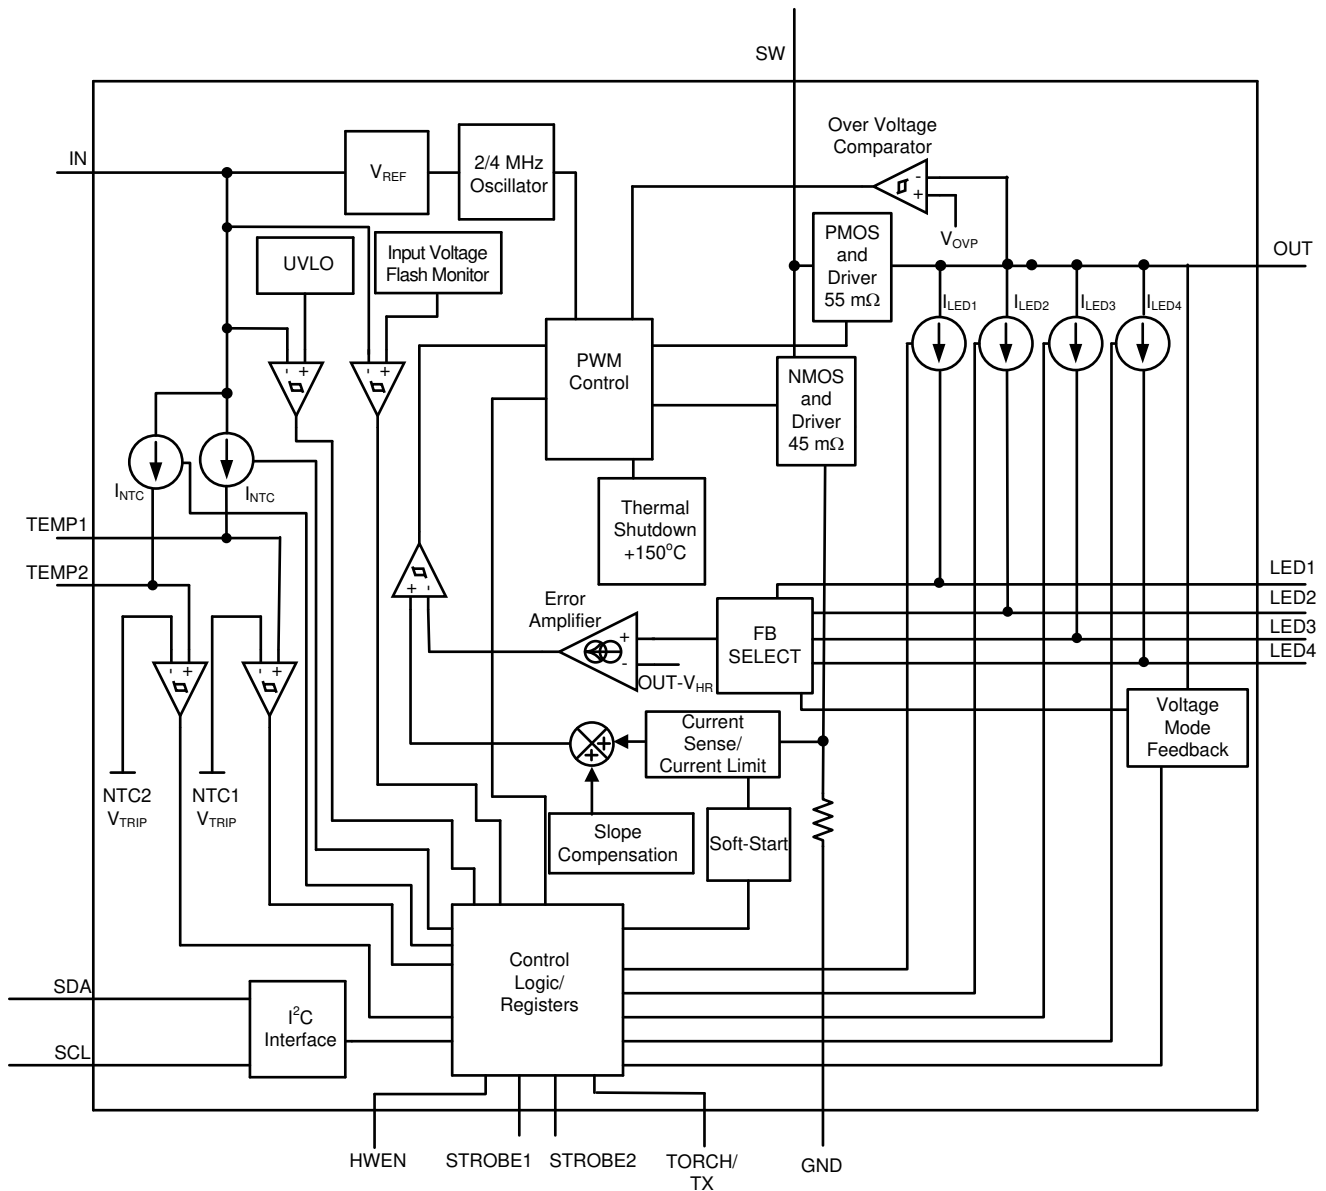 SW
Over Voltage
Comparator
IN
VREF
2/4 MHz
Oscillator
-
+
VOVP
OUT
UVLO
Input Voltage
Flash Monitor
PMOS
and
Driver
55 mΩ
ILED1
ILED2
ILED3
ILED4
- +
- +
PWM
Control
NMOS
and
Driver
45 mΩ
INTC
INTC
TEMP1
Thermal
Shutdown
+150°C
TEMP2
+ -
Error
Amplifier
+
-
OUT-VHR
FB
SELECT
LED1
LED2
LED3
LED4
- +
- +
Voltage
Mode
Feedback
Current
Sense/
Current Limit
+
+
NTC2
VTRIP
NTC1
VTRIP
Slope
Compensation
Soft-Start
Control
Logic/
Registers
SDA
SCL
I²C
Interface
HWEN
STROBE1
STROBE2
TORCH/
TX
GND